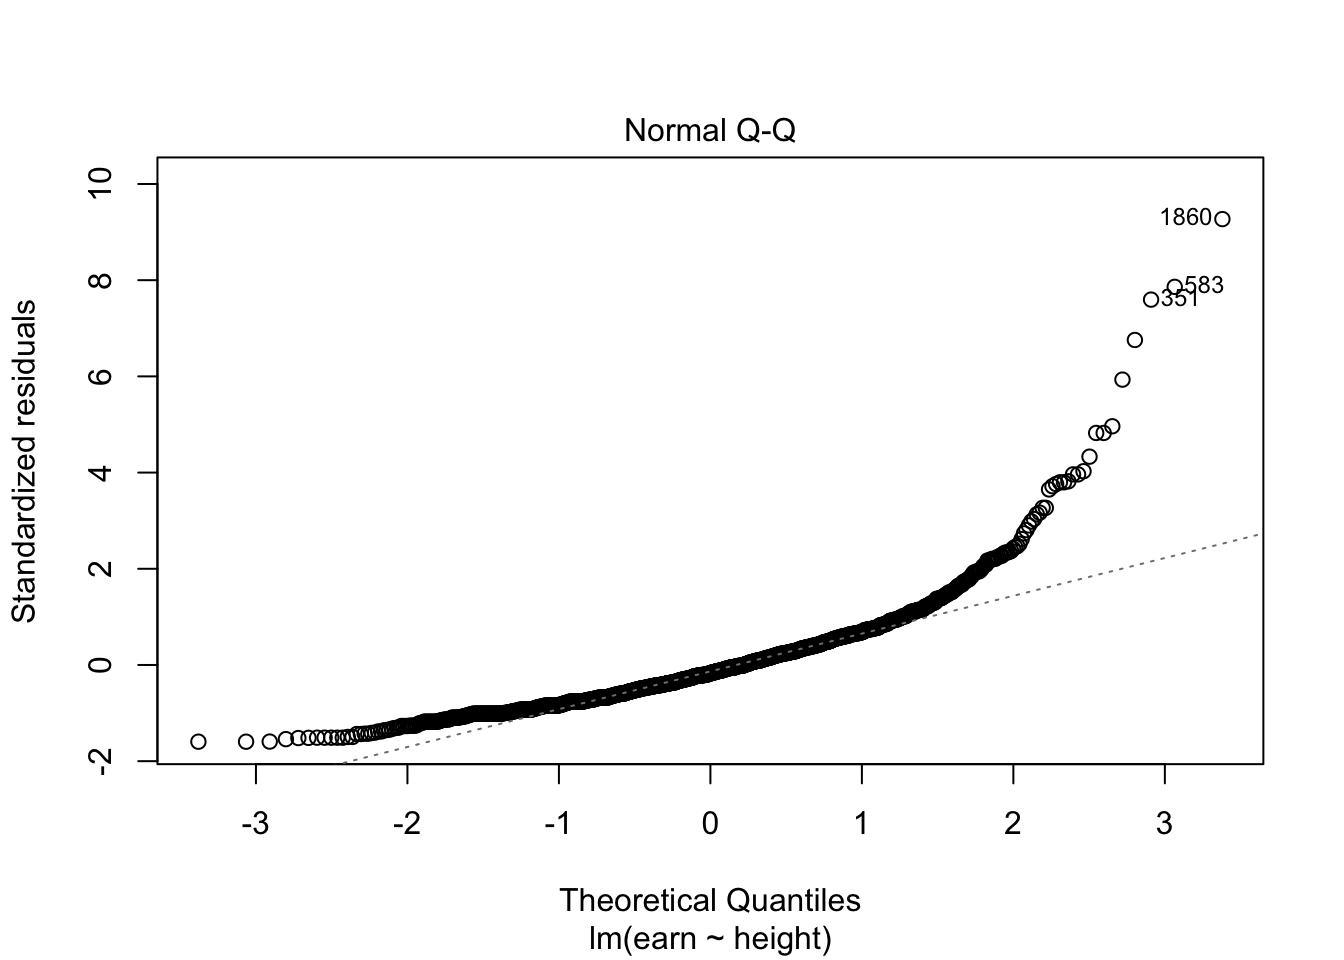 Normal Q-Q
Standardized residuals
10
8
6
4
2
0
-2
1860
583
351
-3 -2 -1 0 1 2 3
Theoretical Quantiles
lm(earn ~ height)